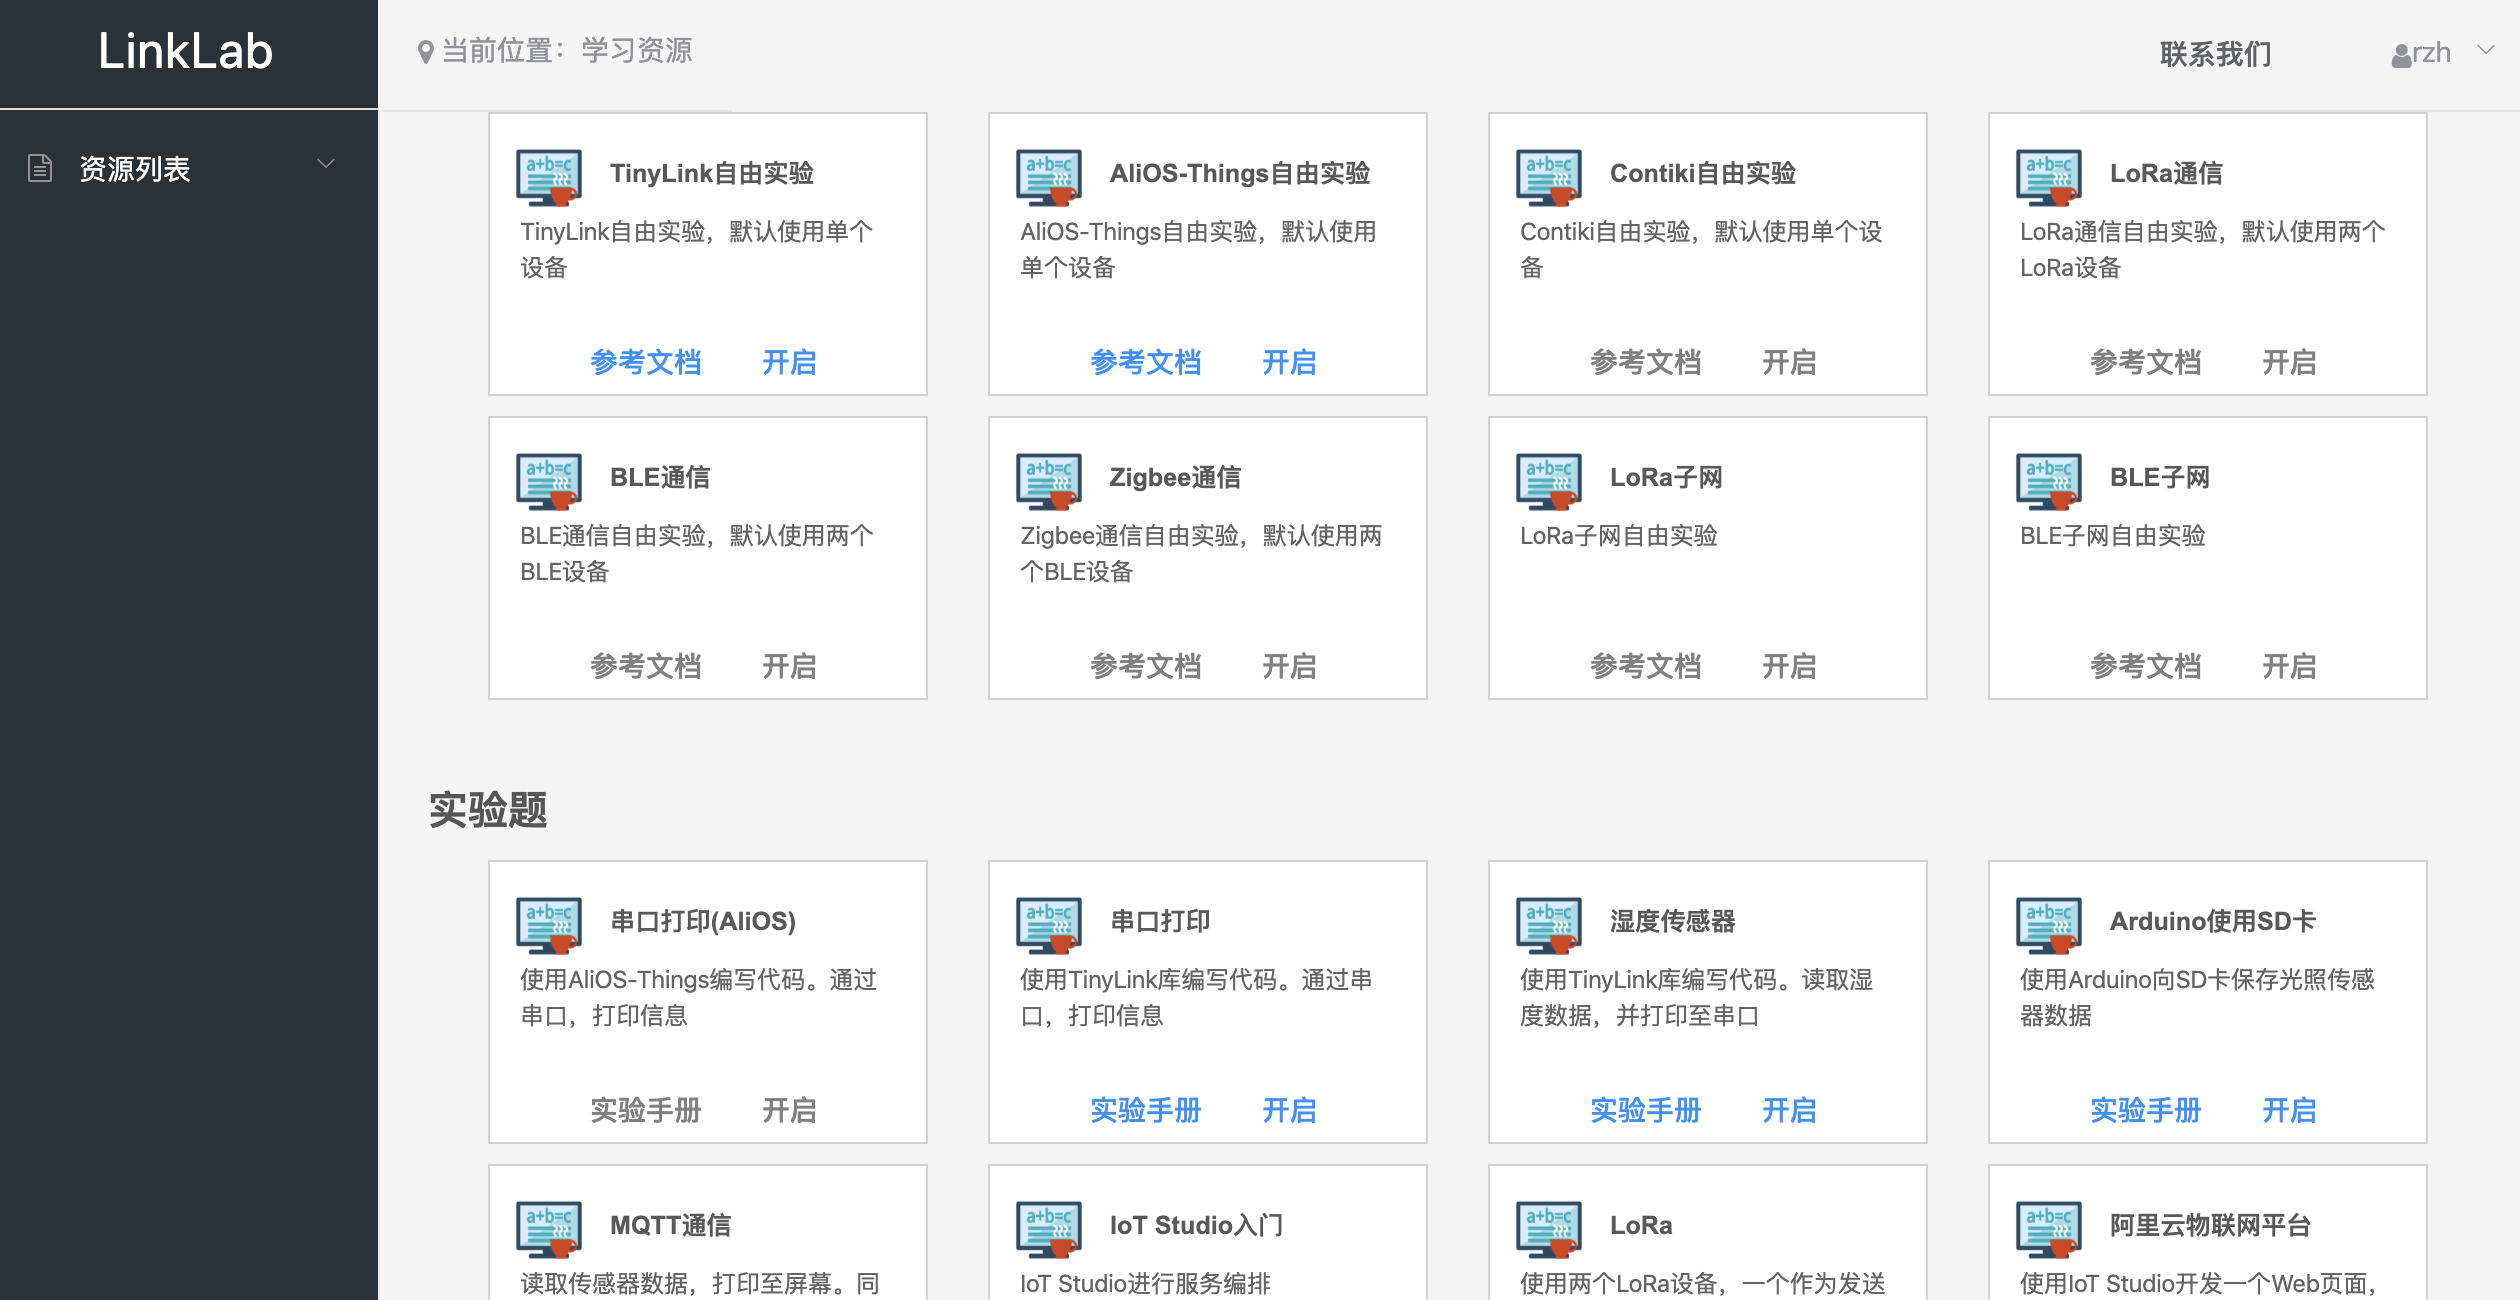 LinkLab
当前位置：学习资源
联系我们
rzh
资源列表
a+b=c
TinyLink自由实验
TinyLink自由实验，默认使用单个
设备
参考文档 开启
a+b=c
AliOS-Things自由实验
AliOS-Things自由实验，默认使用
单个设备
参考文档 开启
a+b=c
Contiki自由实验
Contiki自由实验，默认使用单个设
备
参考文档 开启
a+b=c
LoRa通信
LoRa通信自由实验，默认使用两个
LoRa设备
参考文档 开启
a+b=c
BLE通信
BLE通信自由实验，默认使用两个
BLE设备
参考文档 开启
a+b=c
Zigbee通信
Zigbee通信自由实验，默认使用两
个BLE设备
参考文档 开启
a+b=c
LoRa子网
LoRa子网自由实验
参考文档 开启
a+b=c
BLE子网
BLE子网自由实验
参考文档 开启
实验题
a+b=c
串口打印(AliOS)
使用AliOS-Things编写代码。通过
串口，打印信息
实验手册 开启
a+b=c
串口打印
使用TinyLink库编写代码。通过串
口，打印信息
实验手册 开启
a+b=c
湿度传感器
使用TinyLink库编写代码。读取湿
度数据，并打印至串口
实验手册 开启
a+b=c
Arduino使用SD卡
使用Arduino向SD卡保存光照传感
器数据
实验手册 开启
a+b=c
MQTT通信
读取传感器数据，打印至屏幕。同
a+b=c
IoT Studio入门
IoT Studio进行服务编排
a+b=c
LoRa
使用两个LoRa设备，一个作为发送
a+b=c
阿里云物联网平台
使用IoT Studio开发一个Web页面，